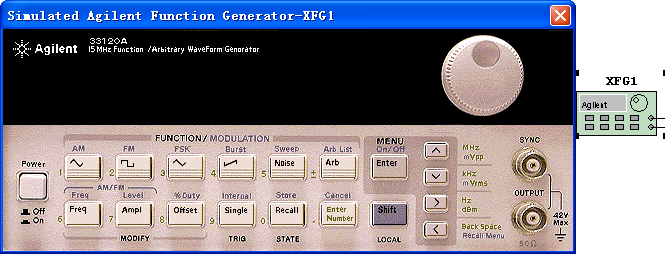 Simulated Agilent Function Generator-XFG1
Agilent
33120A
15 MHz Function / Arbitrary WaveForm Generator
XFG1
Agilent
FUNCTION / MODULATION
MENU
On/Off
AM FM FSK Burst Sweep Arb List
Power
1 2 3 4 5 ±
Noise Arb Enter
MHz
mVpp
SYNC
AM/FM
Freq Level % Duty Internal Store Cancel
kHz
mVrms
6 7 8 9 0 .
Freq Ampl Offset Single Recall Enter Number Shift
Hz
dBm
OUTPUT
Off
On
MODIFY TRIG STATE LOCAL
Back Space
Recall Menu
42V
Max
50Ω